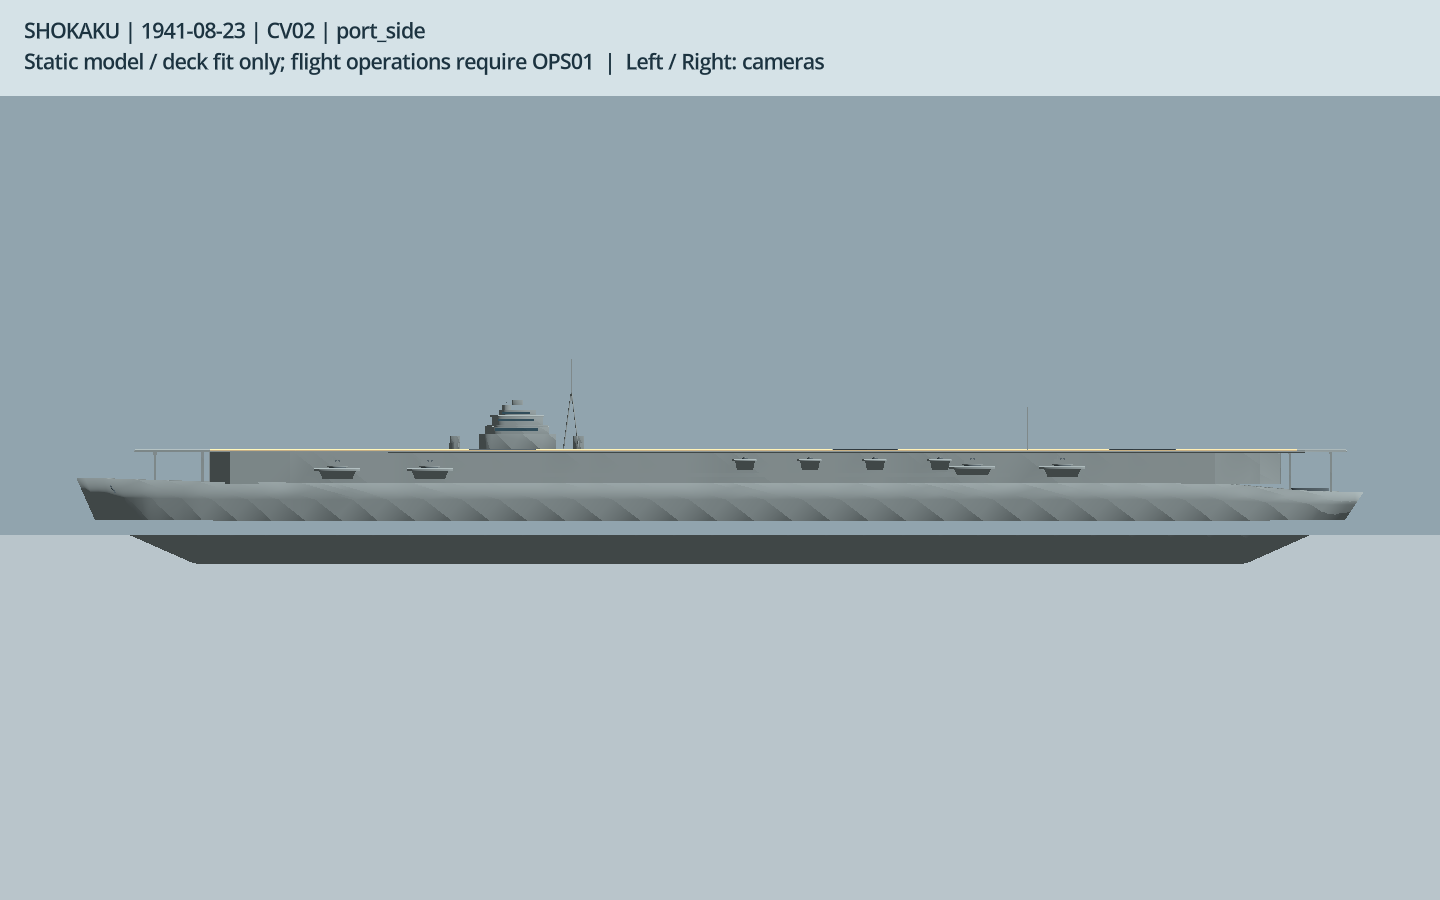 SHOKAKU | 1941-08-23 | CV02 | port_side
Static model / deck fit only; flight operations require OPS01 | Left / Right: cameras